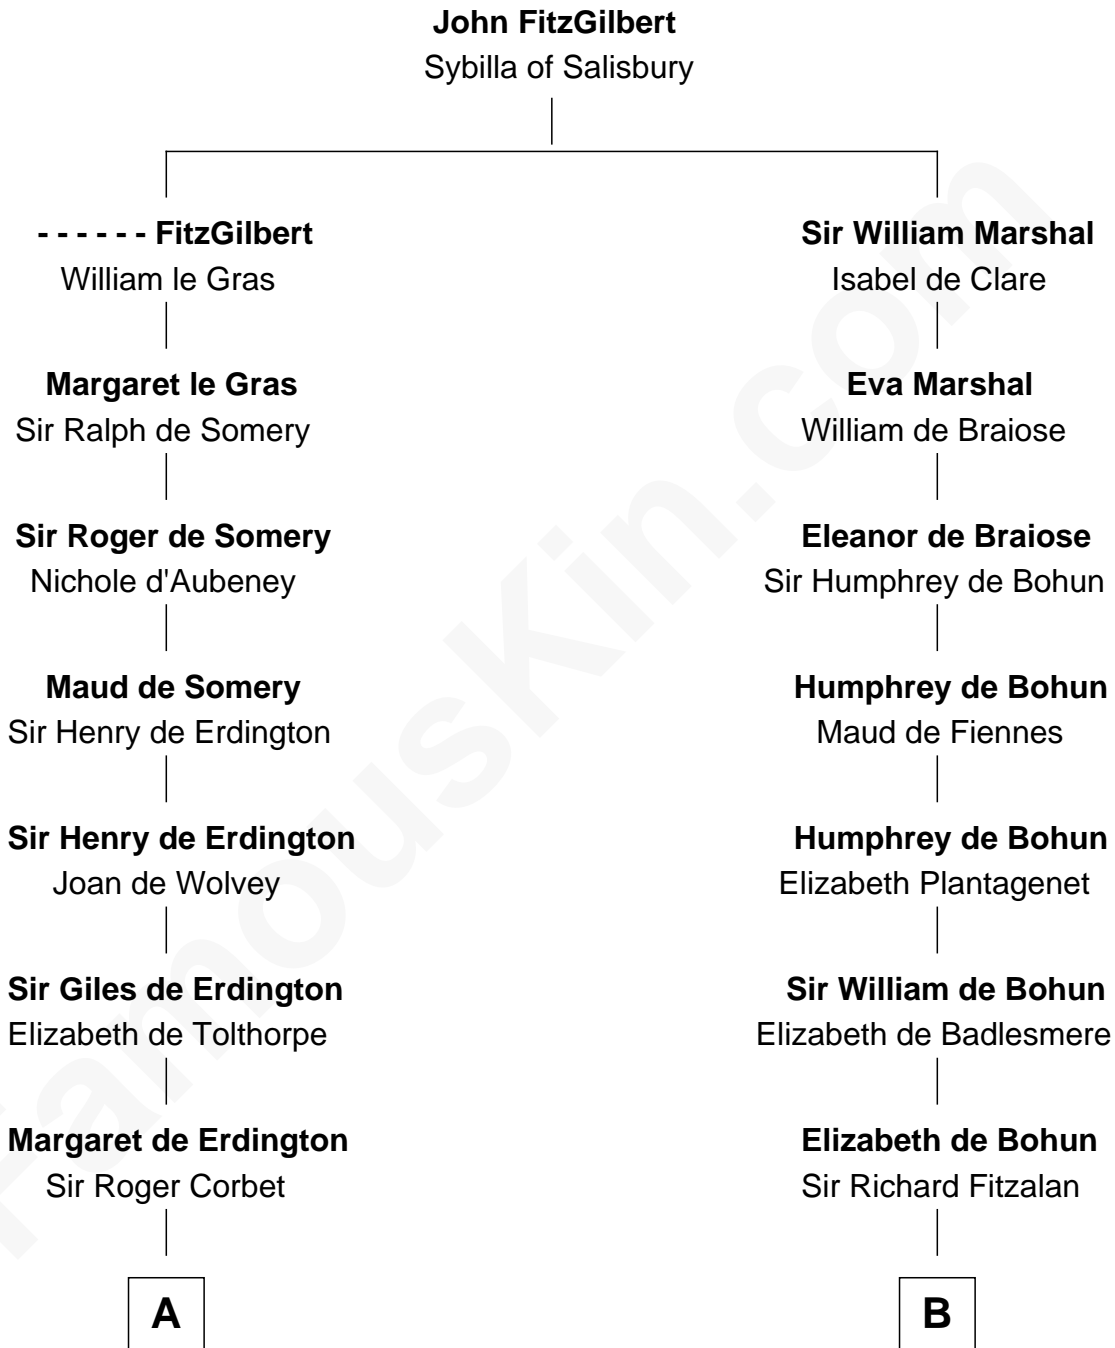 John FitzGilbert
Sybilla of Salisbury
- - - - - - FitzGilbert
William le Gras
Sir William Marshal
Isabel de Clare
Margaret le Gras
Sir Ralph de Somery
Eva Marshal
William de Braiose
Sir Roger de Somery
Nichole d'Aubeney
Eleanor de Braiose
Sir Humphrey de Bohun
Maud de Somery
Sir Henry de Erdington
Humphrey de Bohun
Maud de Fiennes
Sir Henry de Erdington
Joan de Wolvey
Humphrey de Bohun
Elizabeth Plantagenet
Sir Giles de Erdington
Elizabeth de Tolthorpe
Sir William de Bohun
Elizabeth de Badlesmere
Margaret de Erdington
Sir Roger Corbet
Elizabeth de Bohun
Sir Richard Fitzalan
A
B
FamousKin.com